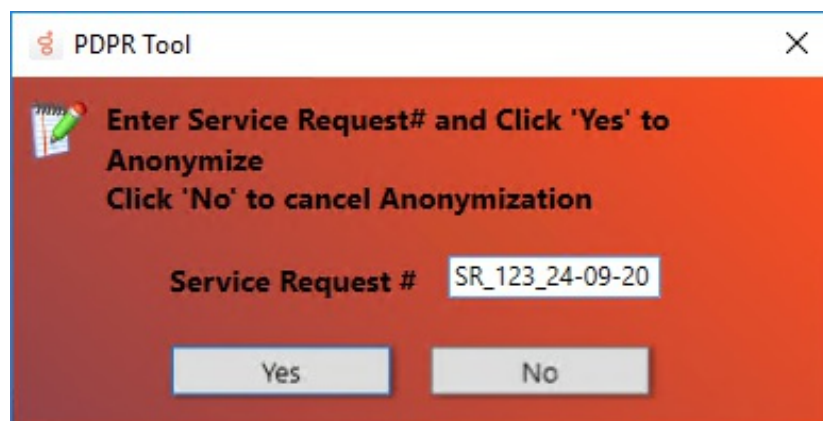 PDPR Tool
Enter Service Request# and Click 'Yes' to
Anonymize
Click 'No' to cancel Anonymization
Service Request # SR_123_24-09-20
Yes No